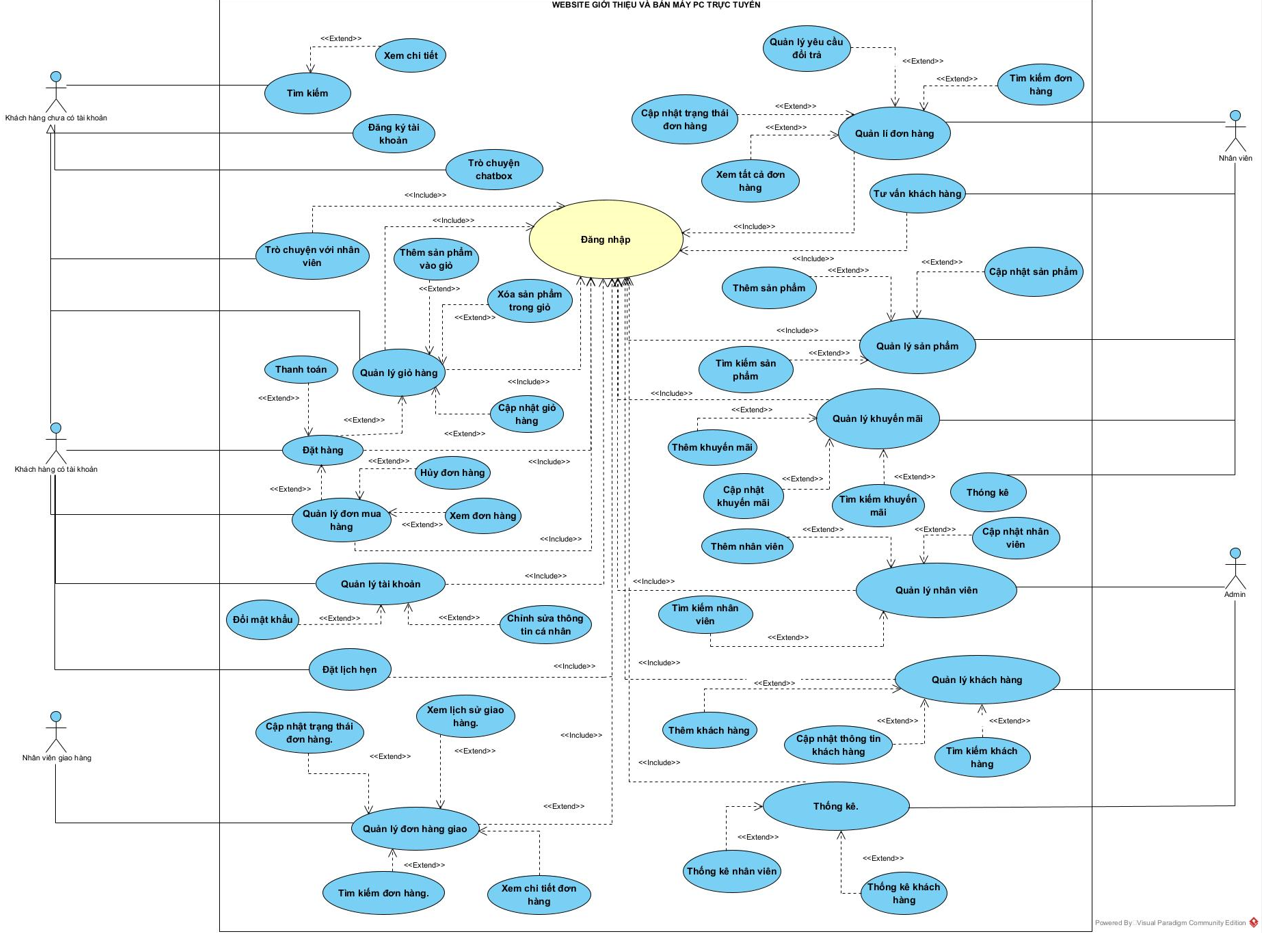 WEBSITE GIỚI THIỆU VÀ BÁN MÁY PC TRỰC TUYẾN
<<Extend>>
Xem chi tiết
Tìm kiếm
Khách hàng chưa có tài khoản
Đăng ký tài
khoản
Trò chuyện
chatbox
<<Include>>
Trò chuyện với nhân
viên
<<Include>>
Thêm sản phẩm
vào giỏ
<<Extend>>
Xóa sản phẩm
trong giỏ
<<Extend>>
Đăng nhập
Quản lý yêu cầu
đổi trả
<<Extend>>
Tìm kiếm đơn
hàng
<<Extend>>
Cập nhật trạng thái
đơn hàng
<<Extend>>
Quản lí đơn hàng
<<Extend>>
Xem tất cả đơn
hàng
Nhân viên
Tư vấn khách hàng
<<Include>>
<<Include>>
<<Extend>>
Thêm sản phẩm
<<Extend>>
Cập nhật sản phẩm
<<Include>>
Quản lý sản phẩm
Tìm kiếm sản
phẩm
<<Extend>>
Thanh toán
Quản lý giỏ hàng
<<Include>>
<<Extend>>
Cập nhật giỏ
hàng
<<Extend>>
<<Extend>>
<<Include>>
Quản lý khuyến mãi
<<Extend>>
Thêm khuyến mãi
Khách hàng có tài khoản
Đặt hàng
<<Include>>
<<Extend>>
Hủy đơn hàng
<<Extend>>
Quản lý đơn mua
hàng
<<Extend>>
Xem đơn hàng
<<Include>>
Cập nhật
khuyến mãi
<<Extend>>
<<Extend>>
Tìm kiếm khuyến
mãi
Thóng kê
Thêm nhân viên
<<Extend>>
<<Extend>>
Cập nhật nhân
viên
Quản lý tài khoản
<<Include>>
<<Include>>
Quản lý nhân viên
Admin
Đổi mật khẩu
<<Extend>>
<<Extend>>
Chỉnh sửa thông
tin cá nhân
Tìm kiếm nhân
viên
<<Extend>>
Đặt lịch hẹn
<<Include>>
<<Include>>
Quản lý khách hàng
<<Extend>>
Thêm khách hàng
Cập nhật thông tin
khách hàng
<<Extend>>
<<Extend>>
Tìm kiếm khách
hàng
Nhân viên giao hàng
Cập nhật trạng thái
đơn hàng.
<<Extend>>
Xem lịch sử giao
hàng.
<<Extend>>
<<Include>>
<<Include>>
<<Extend>>
Quản lý đơn hàng giao
Thống kê.
<<Extend>>
Tìm kiếm đơn hàng.
Xem chi tiết đơn
hàng
<<Extend>>
Thống kê nhân viên
<<Extend>>
Thống kê khách
hàng
Powered By: Visual Paradigm Community Edition